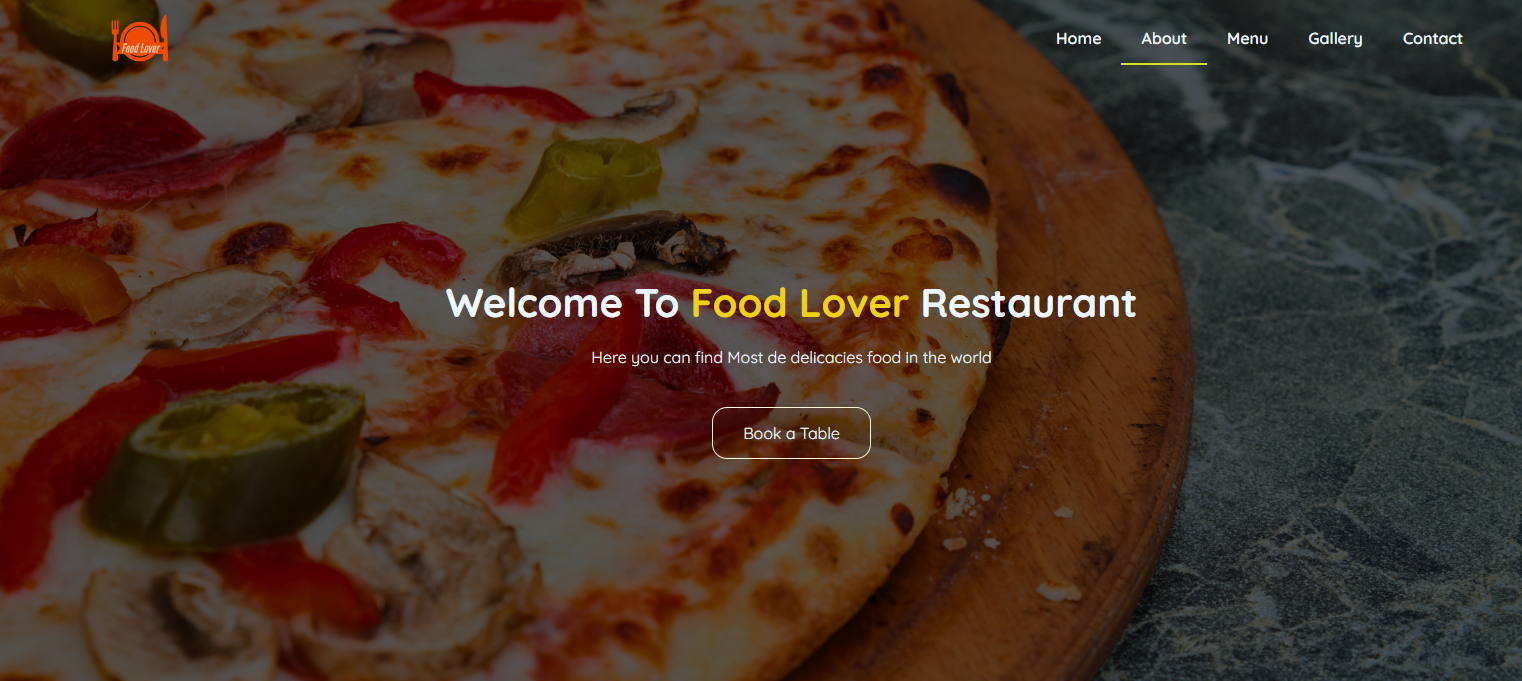 Food Lover
Home About Menu Gallery Contact
Welcome To Food Lover Restaurant
Here you can find Most de delicacies food in the world
Book a Table